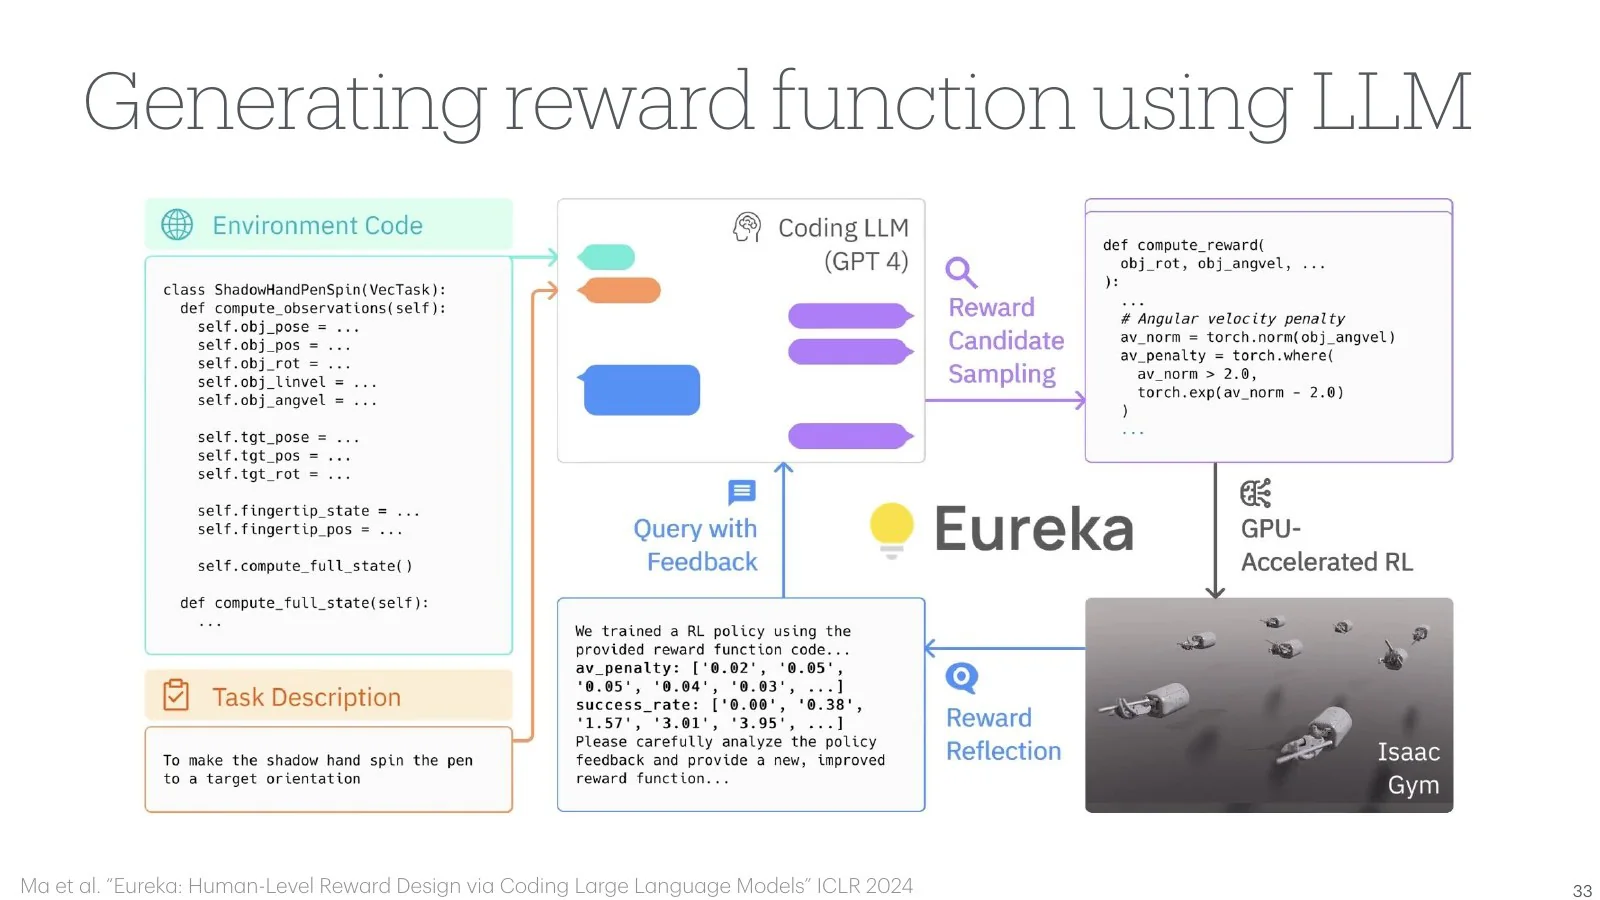 Generating reward function using LLM
Environment Code
class ShadowHandPenSpin(VecTask):
def compute_observations(self):
self.obj_pose = ...
self.obj_pos = ...
self.obj_rot = ...
self.obj_linvel = ...
self.obj_angvel = ...
self.tgt_pose = ...
self.tgt_pos = ...
self.tgt_rot = ...
self.fingertip_state = ...
self.fingertip_pos = ...
self.compute_full_state()
def compute_full_state(self):
...
Task Description
To make the shadow hand spin the pen
to a target orientation
Coding LLM
(GPT 4)
Reward
Candidate
Sampling
def compute_reward(
obj_rot, obj_angvel, ...
):
...
# Angular velocity penalty
av_norm = torch.norm(obj_angvel)
av_penalty = torch.where(
av_norm > 2.0,
torch.exp(av_norm - 2.0)
)
...
Query with
Feedback
Eureka
GPU-
Accelerated RL
We trained a RL policy using the
provided reward function code...
av_penalty: ['0.02', '0.05',
'0.05', '0.04', '0.03', ...]
success_rate: ['0.00', '0.38',
'1.57', '3.01', '3.95', ...]
Please carefully analyze the policy
feedback and provide a new, improved
reward function...
Reward
Reflection
Isaac
Gym
Ma et al. “Eureka: Human-Level Reward Design via Coding Large Language Models” ICLR 2024
33